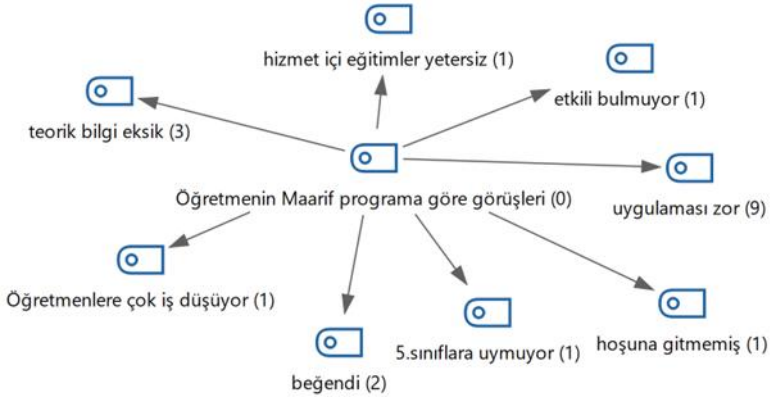 hizmet içi eğitimler yetersiz (1)
etkili bulmuyor (1)
teorik bilgi eksik (3)
Öğretmenin Maarif programa göre görüşleri (0)
uygulaması zor (9)
Öğretmenlere çok iş düşüyor (1)
beğendi (2)
5.sınıflara uymuyor (1)
hoşuna gitmemiş (1)